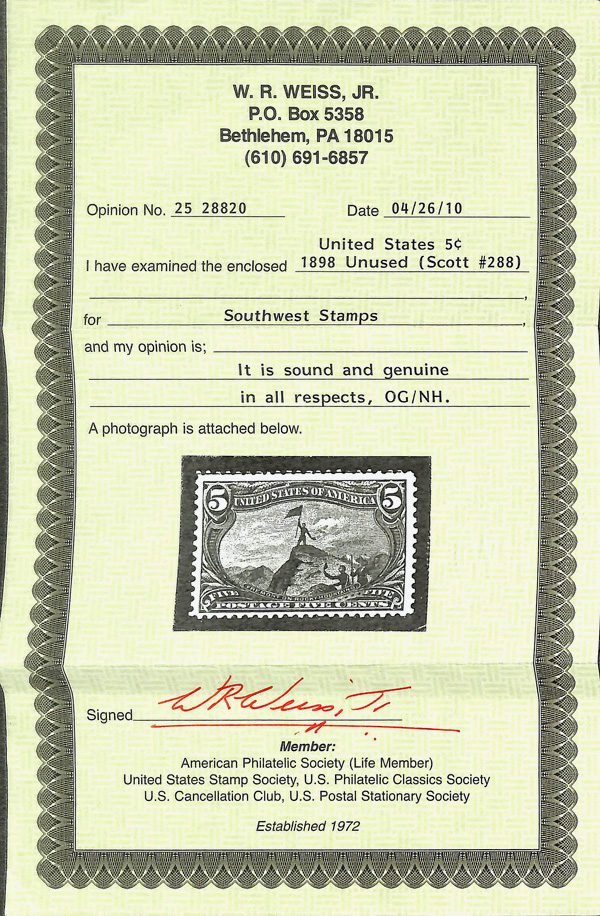 W. R. WEISS, JR.
P.O. Box 5358
Bethlehem, PA 18015
(610) 691-6857
Opinion No. 25 28820 Date 04/26/10
United States 5¢
I have examined the enclosed 1898 Unused (Scott #288)
,
for Southwest Stamps ,
and my opinion is;
It is sound and genuine
in all respects, OG/NH.
A photograph is attached below.
5 UNITED STATES OF AMERICA 5
FIVE FIVE
POSTAGE FIVE CENTS
Signed W R Weiss, Jr
Member:
American Philatelic Society (Life Member)
United States Stamp Society, U.S. Philatelic Classics Society
U.S. Cancellation Club, U.S. Postal Stationary Society
Established 1972